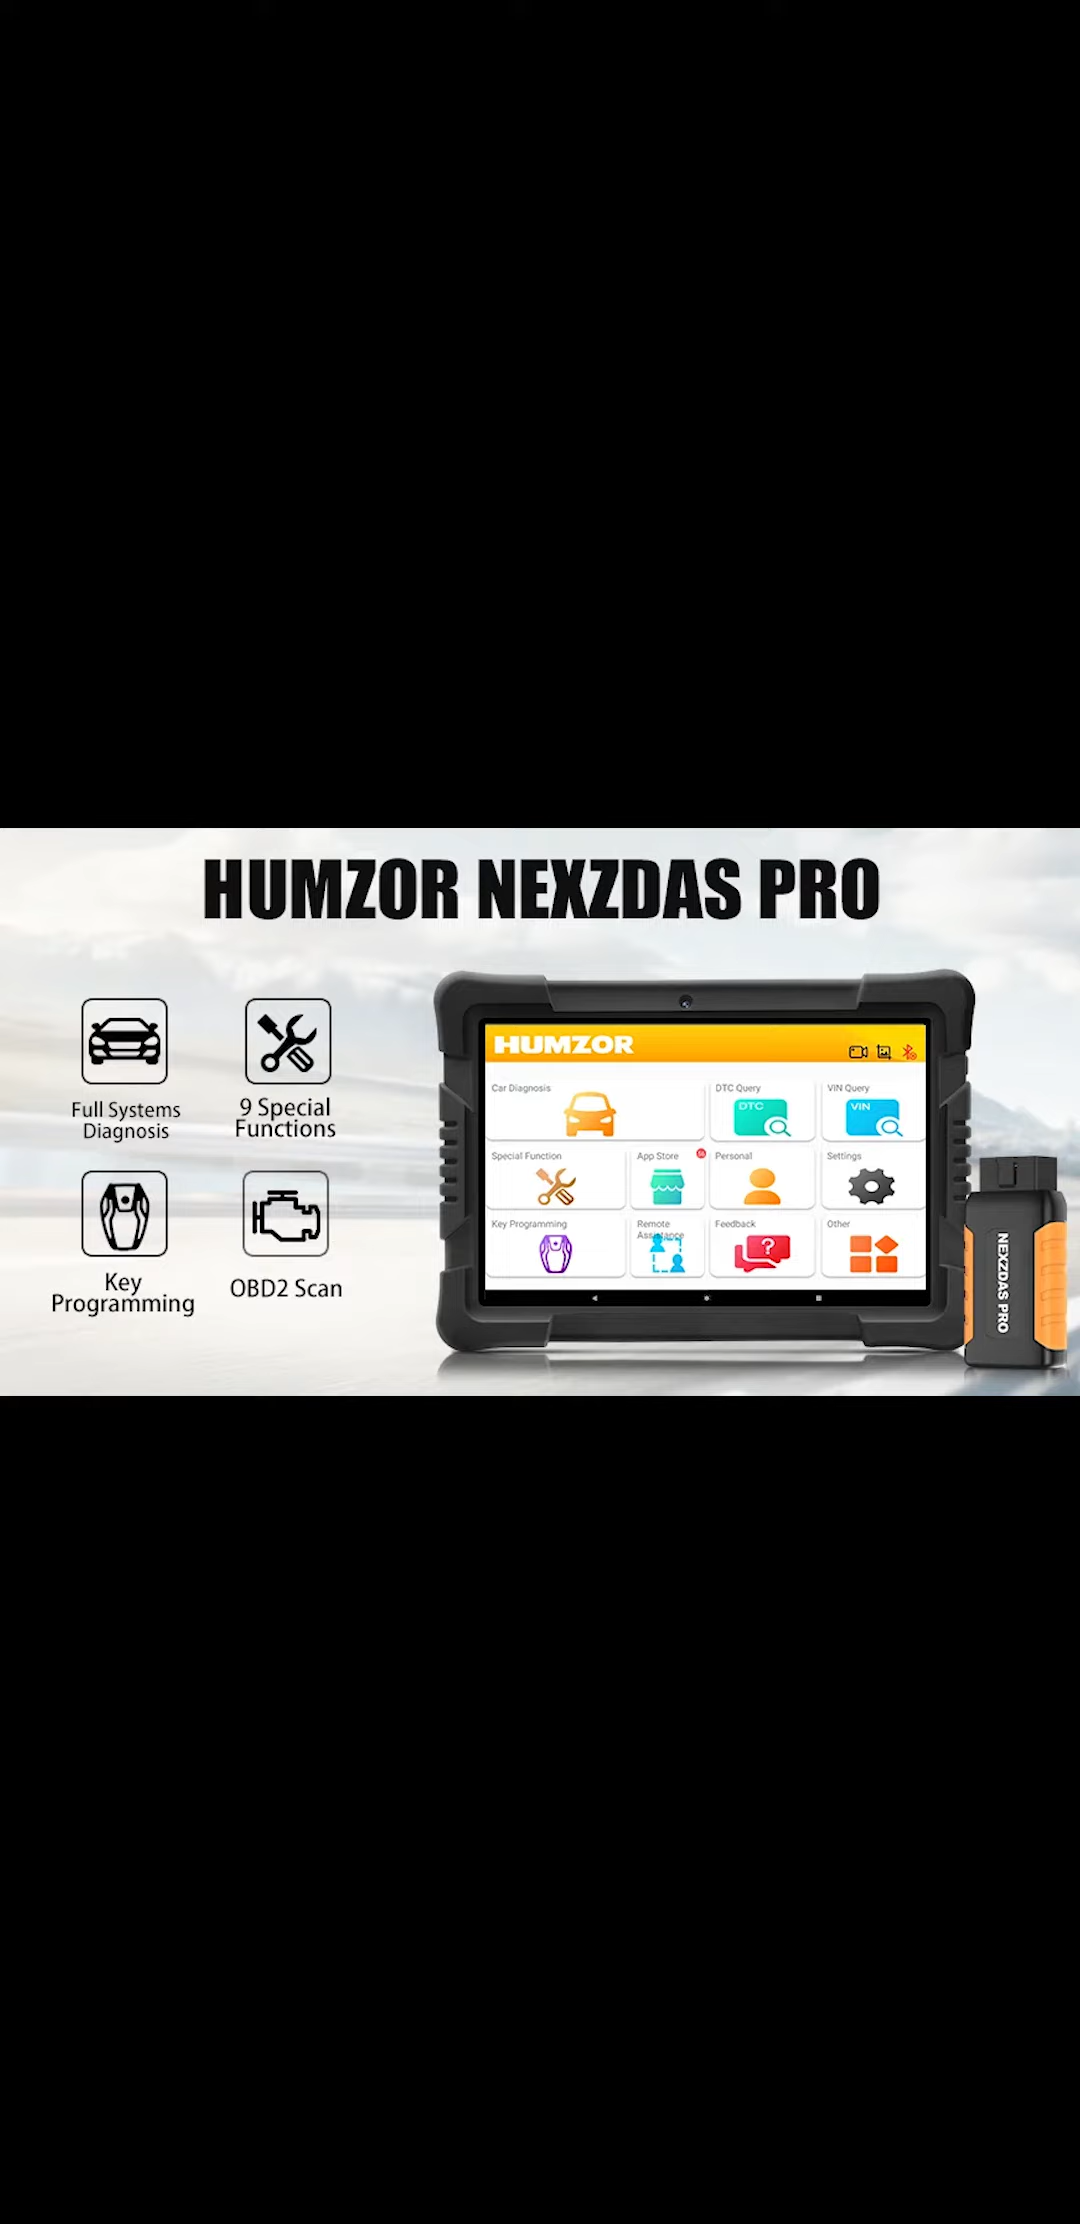 HUMZOR NEXZDAS PRO
Full Systems
Diagnosis
9 Special
Functions
Key
Programming
OBD2 Scan
HUMZOR
Car Diagnosis
DTC Query
DTC
VIN Query
VIN
Special Function
App Store
Personal
Settings
Key Programming
Remote
Assistance
Feedback
?
Other
NEXZDAS PRO